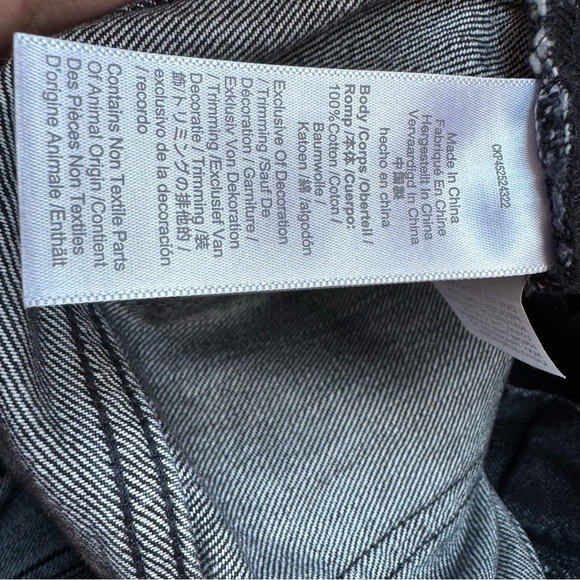 CKP452524322
Made In China
Fabriqué En Chine
Hergestellt In China
Vervaardigd In China
中国製
hecho en china
Body /Corps /Oberteil /
Romp /本体 /Cuerpo:
100%Cotton /Coton /
Baumwolle /
Katoen /綿 /algodón
Exclusive Of Decoration
/Trimming /Sauf De
Décoration / Garniture /
Exklusiv Von Dekoration
/Trimming /Exclusief Van
Decoratie /Trimming /装
飾/トリミングの排他的 /
exclusivo de la decoración
/ recordo
Contains Non Textile Parts
Of Animal Origin /Contient
Des Pièces Non Textiles
D'origine Animale /Enthält